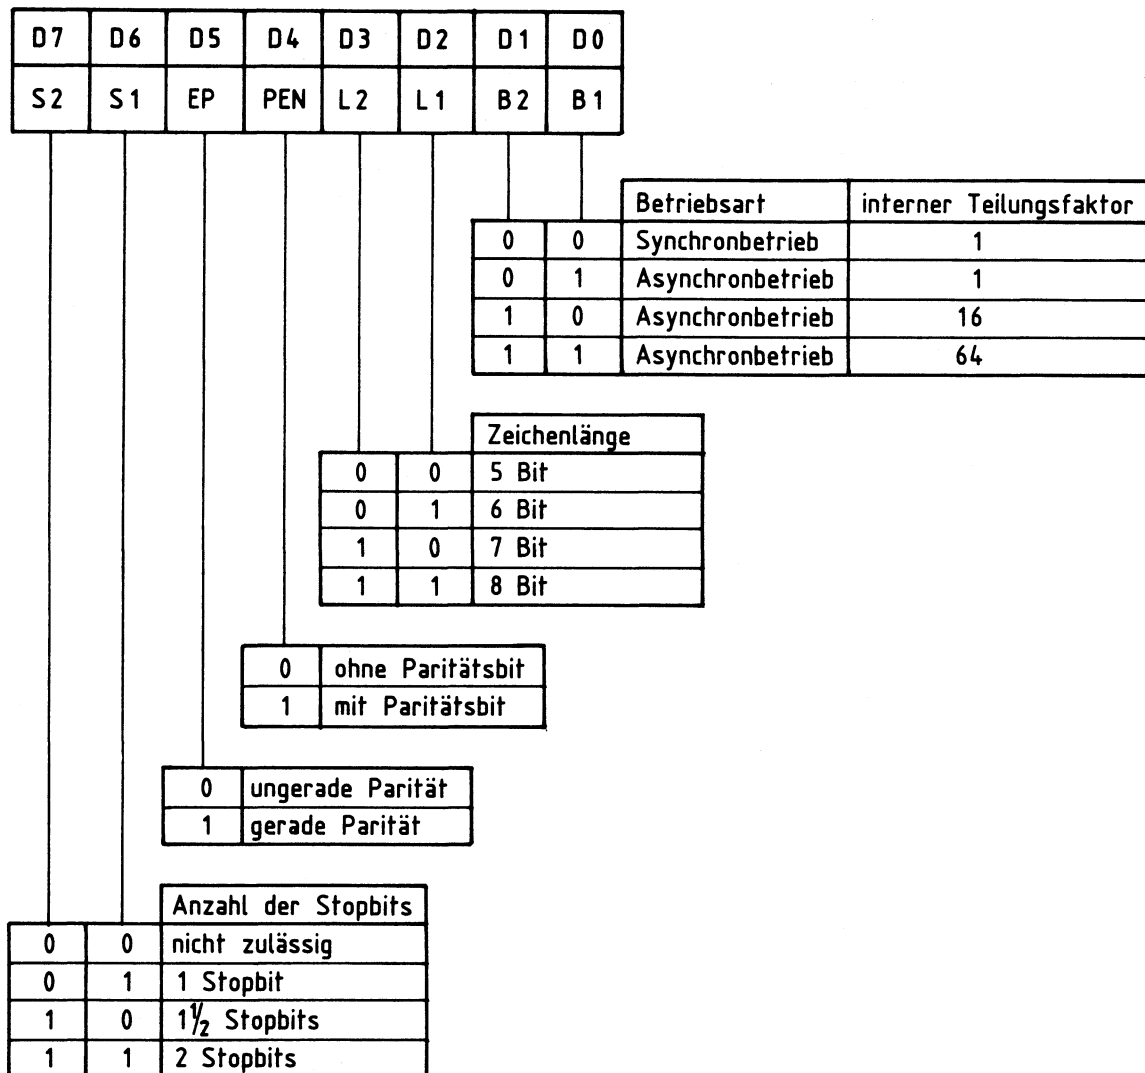 D7 D6 D5 D4 D3 D2 D1 D0
S2 S1 EP PEN L2 L1 B2 B1
Betriebsart interner Teilungsfaktor
0 0 Synchronbetrieb 1
0 1 Asynchronbetrieb 1
1 0 Asynchronbetrieb 16
1 1 Asynchronbetrieb 64
Zeichenlänge
0 0 5 Bit
0 1 6 Bit
1 0 7 Bit
1 1 8 Bit
0 ohne Paritätsbit
1 mit Paritätsbit
0 ungerade Parität
1 gerade Parität
Anzahl der Stopbits
0 0 nicht zulässig
0 1 1 Stopbit
1 0 1½ Stopbits
1 1 2 Stopbits